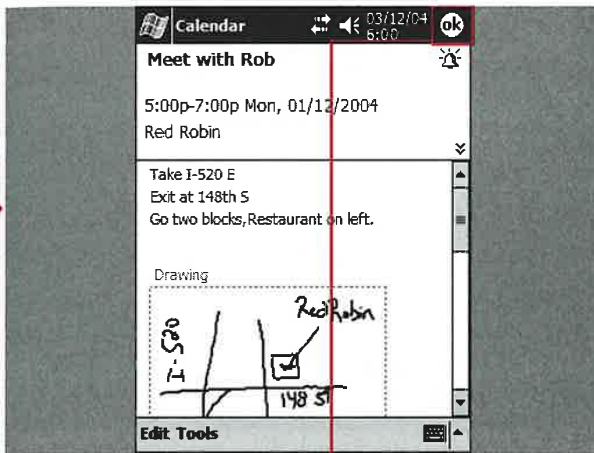 Calendar
03/12/04
6:00
ok
Meet with Rob
5:00p-7:00p Mon, 01/12/2004
Red Robin
Take I-520 E
Exit at 148th S
Go two blocks,Restaurant on left.
Drawing
Red Robin
I-520
148 St
Edit Tools